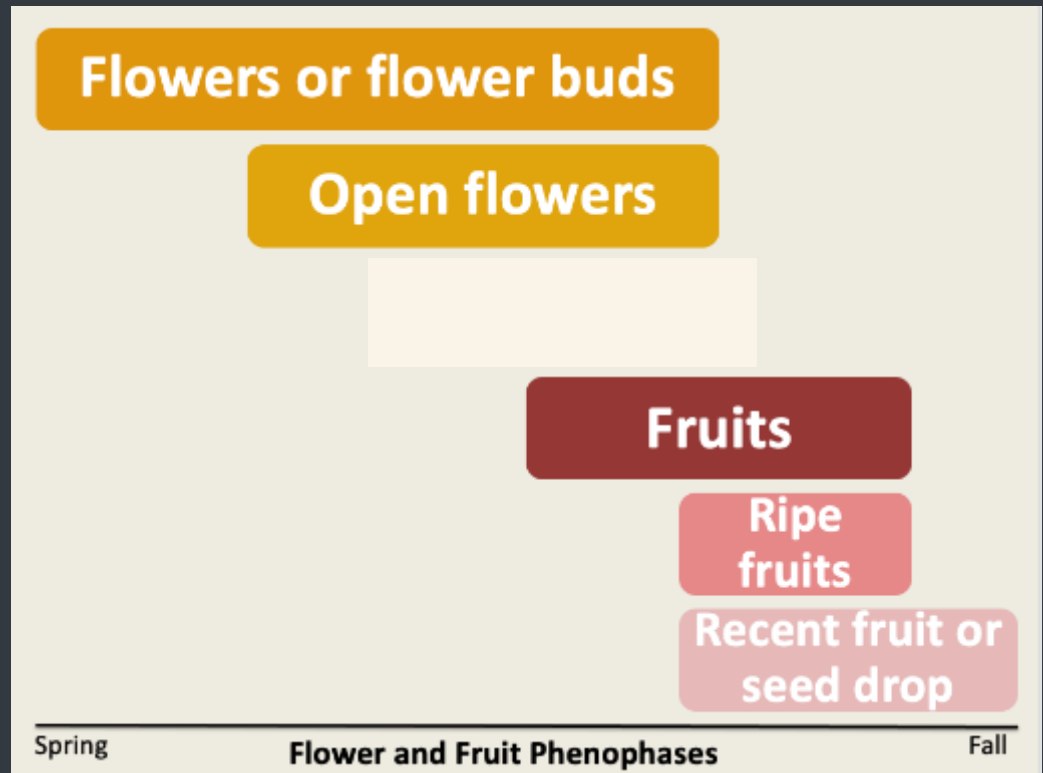 Flowers or flower buds
Open flowers
Fruits
Ripe
fruits
Recent fruit or
seed drop
Spring
Flower and Fruit Phenophases
Fall